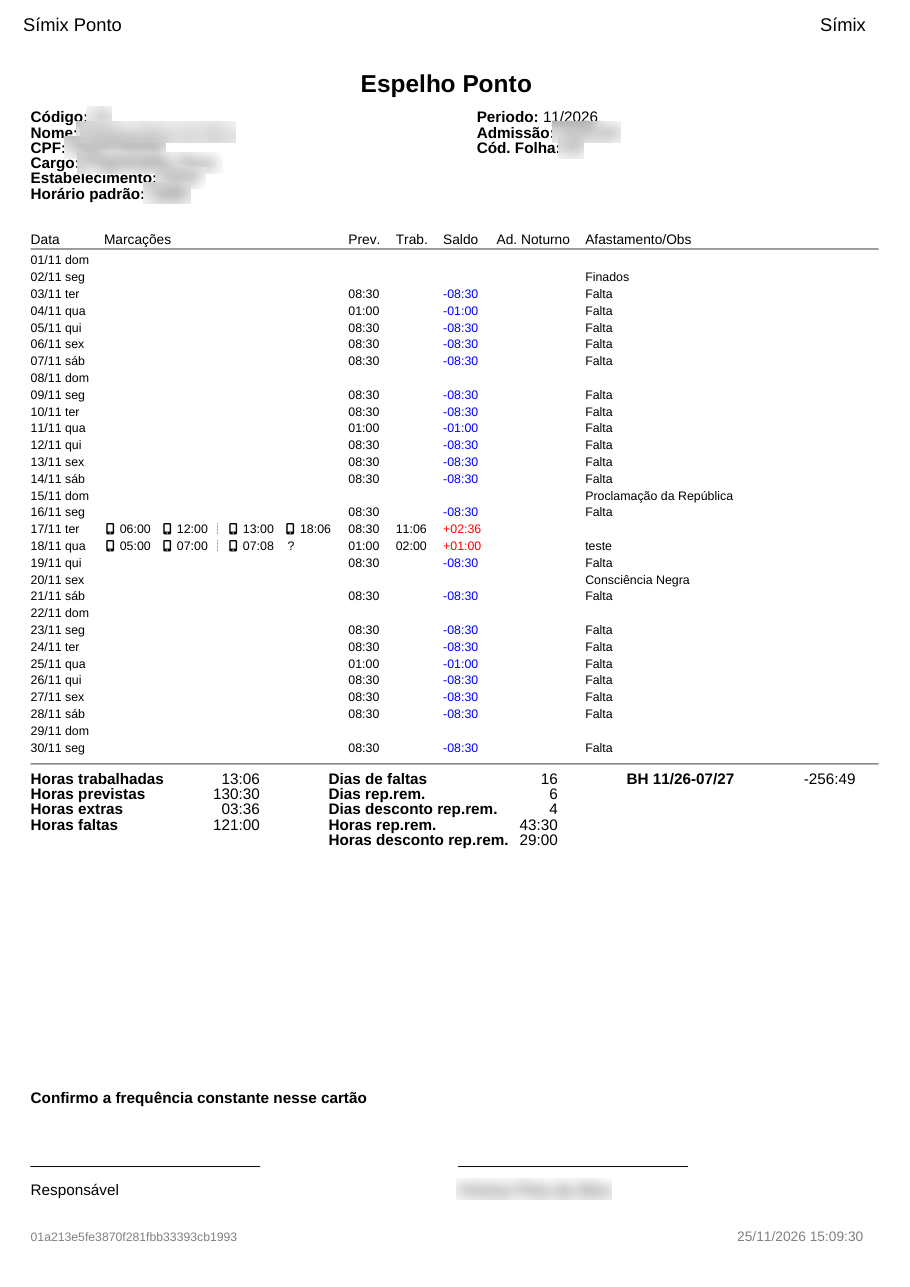 Símix Ponto Símix
Espelho Ponto
Código: Periodo: 11/2026
Nome: Admissão:
CPF: Cód. Folha:
Cargo:
Estabelecimento:
Horário padrão:
Data Marcações Prev. Trab. Saldo Ad. Noturno Afastamento/Obs
01/11 dom
02/11 seg Finados
03/11 ter 08:30 -08:30 Falta
04/11 qua 01:00 -01:00 Falta
05/11 qui 08:30 -08:30 Falta
06/11 sex 08:30 -08:30 Falta
07/11 sáb 08:30 -08:30 Falta
08/11 dom
09/11 seg 08:30 -08:30 Falta
10/11 ter 08:30 -08:30 Falta
11/11 qua 01:00 -01:00 Falta
12/11 qui 08:30 -08:30 Falta
13/11 sex 08:30 -08:30 Falta
14/11 sáb 08:30 -08:30 Falta
15/11 dom Proclamação da República
16/11 seg 08:30 -08:30 Falta
17/11 ter 06:00 12:00 13:00 18:06 08:30 11:06 +02:36
18/11 qua 05:00 07:00 07:08 ? 01:00 02:00 +01:00 teste
19/11 qui 08:30 -08:30 Falta
20/11 sex Consciência Negra
21/11 sáb 08:30 -08:30 Falta
22/11 dom
23/11 seg 08:30 -08:30 Falta
24/11 ter 08:30 -08:30 Falta
25/11 qua 01:00 -01:00 Falta
26/11 qui 08:30 -08:30 Falta
27/11 sex 08:30 -08:30 Falta
28/11 sáb 08:30 -08:30 Falta
29/11 dom
30/11 seg 08:30 -08:30 Falta
Horas trabalhadas 13:06 Dias de faltas 16 BH 11/26-07/27 -256:49
Horas previstas 130:30 Dias rep.rem. 6
Horas extras 03:36 Dias desconto rep.rem. 4
Horas faltas 121:00 Horas rep.rem. 43:30
Horas desconto rep.rem. 29:00
Confirmo a frequência constante nesse cartão
Responsável
01a213e5fe3870f281fbb33393cb1993 25/11/2026 15:09:30